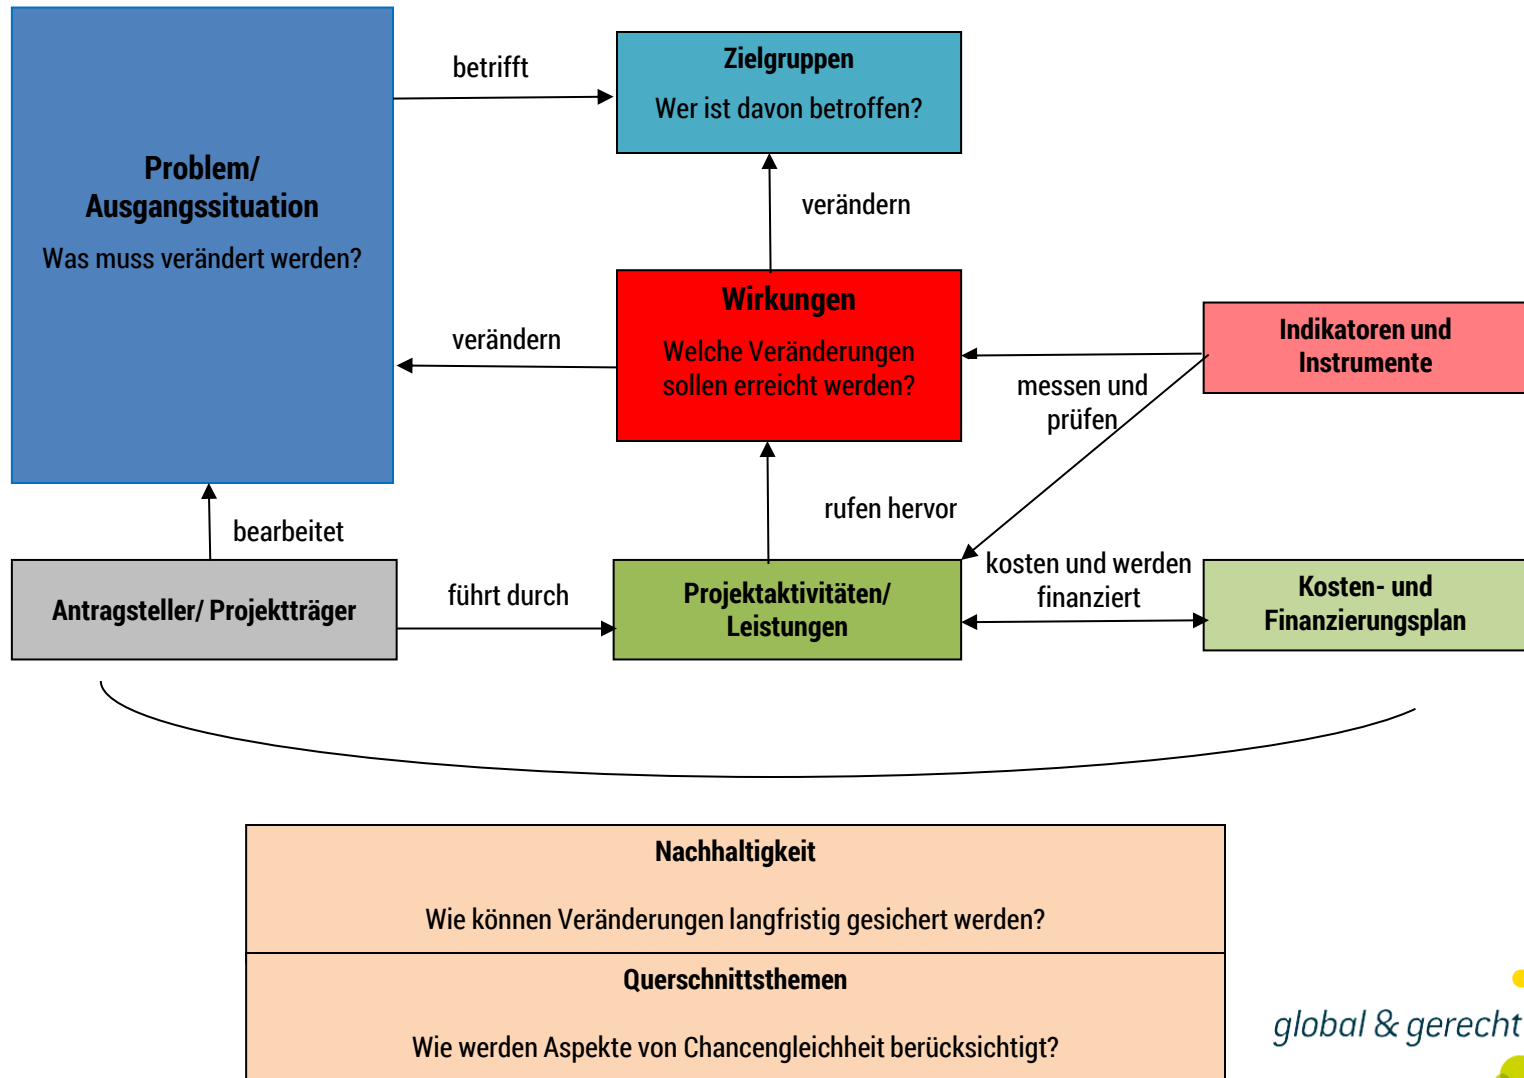 betrifft
Zielgruppen
Wer ist davon betroffen?
Problem/
Ausgangssituation
Was muss verändert werden?
verändern
Wirkungen
Welche Veränderungen
sollen erreicht werden?
verändern
Indikatoren und
Instrumente
messen und
prüfen
rufen hervor
bearbeitet
Antragsteller/ Projektträger
führt durch
Projektaktivitäten/
Leistungen
kosten und werden
finanziert
Kosten- und
Finanzierungsplan
Nachhaltigkeit
Wie können Veränderungen langfristig gesichert werden?
Querschnittsthemen
Wie werden Aspekte von Chancengleichheit berücksichtigt?
global & gerecht